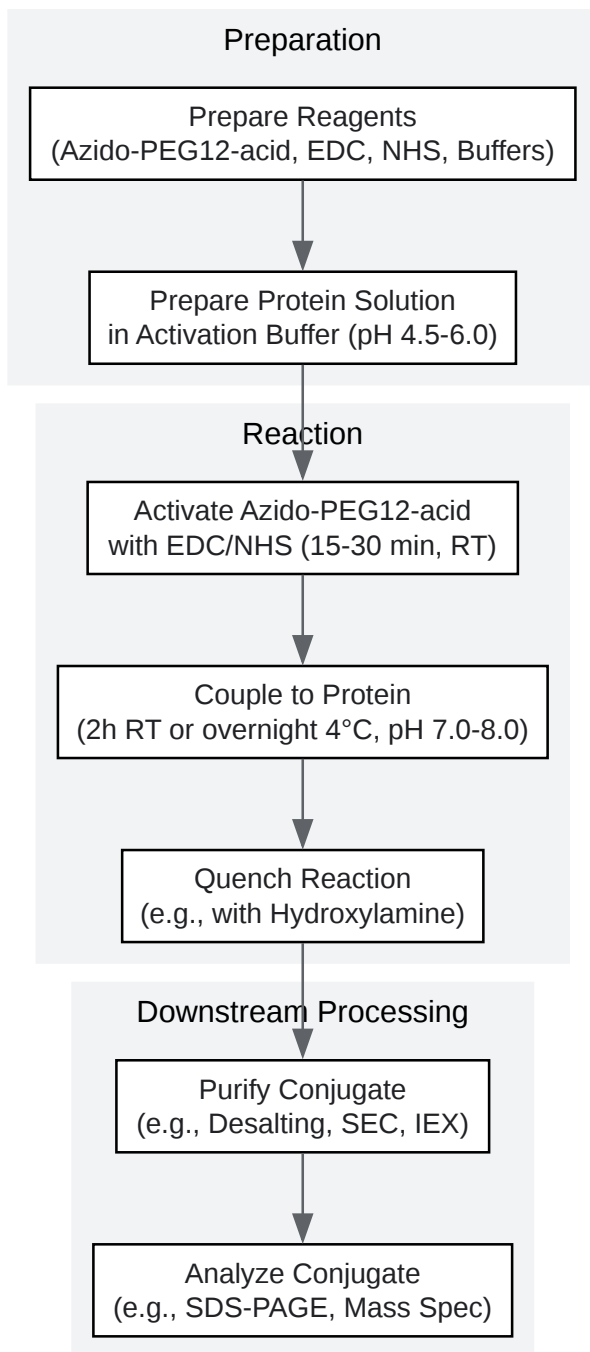 Preparation
Prepare Reagents
(Azido-PEG12-acid, EDC, NHS, Buffers)
Prepare Protein Solution
in Activation Buffer (pH 4.5-6.0)
Reaction
Activate Azido-PEG12-acid
with EDC/NHS (15-30 min, RT)
Couple to Protein
(2h RT or overnight 4°C, pH 7.0-8.0)
Quench Reaction
(e.g., with Hydroxylamine)
Downstream Processing
Purify Conjugate
(e.g., Desalting, SEC, IEX)
Analyze Conjugate
(e.g., SDS-PAGE, Mass Spec)